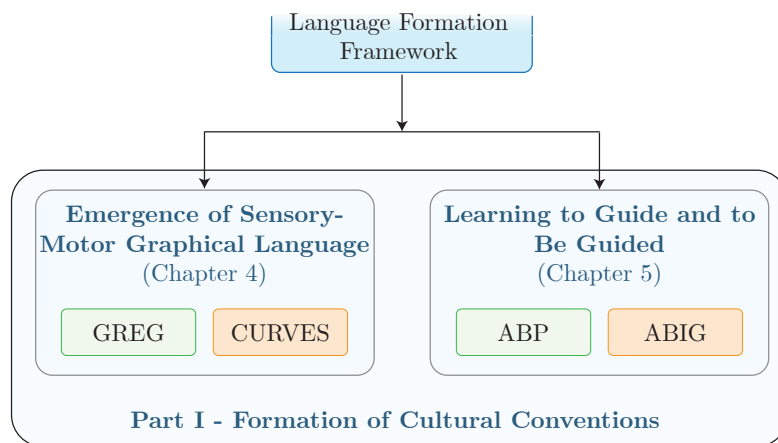 Language Formation
Framework
Emergence of Sensory-
Motor Graphical Language
(Chapter 4)
GREG CURVES
Learning to Guide and to
Be Guided
(Chapter 5)
ABP ABIG
Part I - Formation of Cultural Conventions